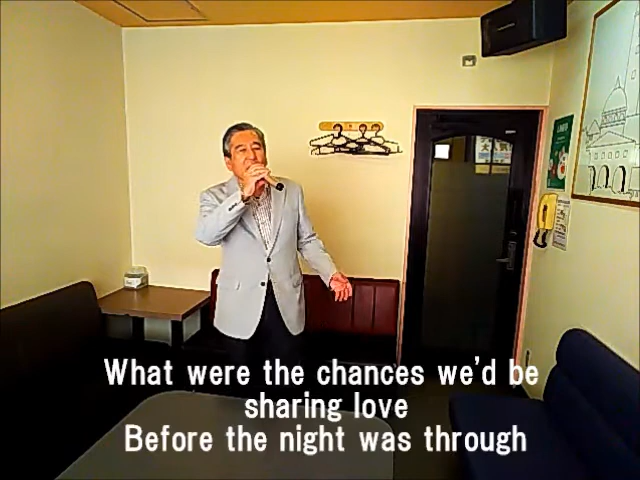 What were the chances we'd be
sharing love
Before the night was through